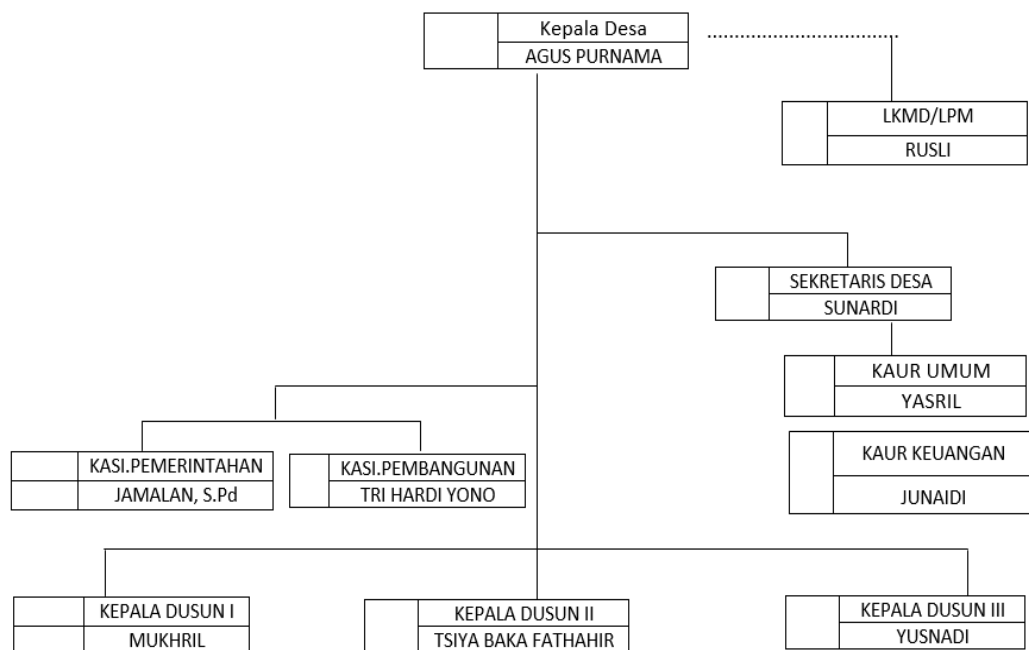 Kepala Desa
AGUS PURNAMA
LKMD/LPM
RUSLI
SEKRETARIS DESA
SUNARDI
KAUR UMUM
YASRIL
KAUR KEUANGAN
JUNAIDI
KASI.PEMERINTAHAN
JAMALAN, S.Pd
KASI.PEMBANGUNAN
TRI HARDI YONO
KEPALA DUSUN I
MUKHRIL
KEPALA DUSUN II
TSIYA BAKA FATHAHIR
KEPALA DUSUN III
YUSNADI